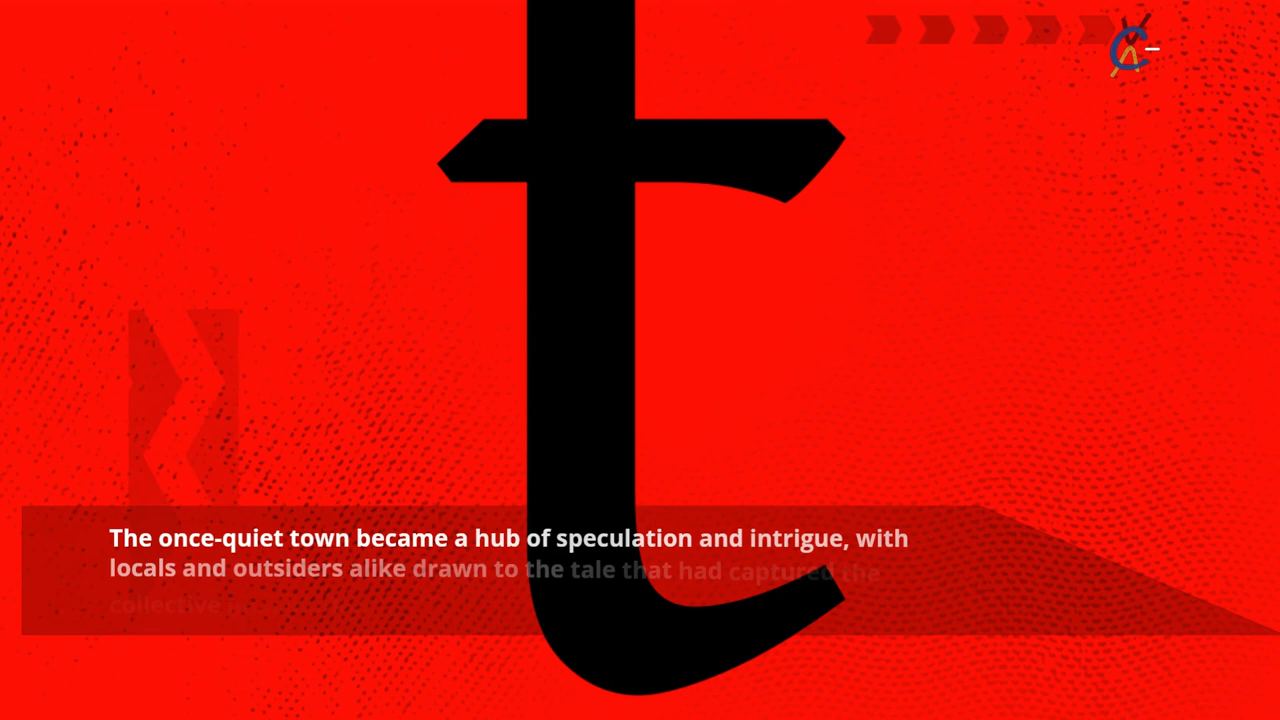 t
The once-quiet town became a hub of speculation and intrigue, with
locals and outsiders alike drawn to the tale that had captured the
collective